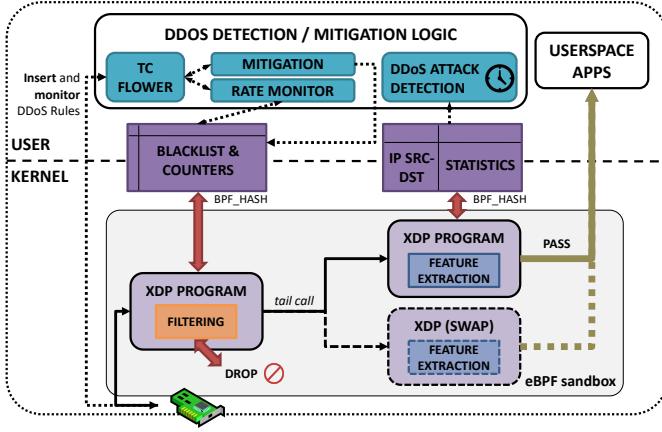 DDOS DETECTION / MITIGATION LOGIC
TC
FLOWER
MITIGATION
RATE MONITOR
DDoS ATTACK
DETECTION
USERSPACE
APPS
Insert and
monitor
DDoS Rules
USER
KERNEL
BLACKLIST &
COUNTERS
IP SRC-
DST
STATISTICS
BPF_HASH
BPF_HASH
XDP PROGRAM
FEATURE
EXTRACTION
PASS
XDP PROGRAM
FILTERING
tail call
XDP (SWAP)
FEATURE
EXTRACTION
DROP
eBPF sandbox